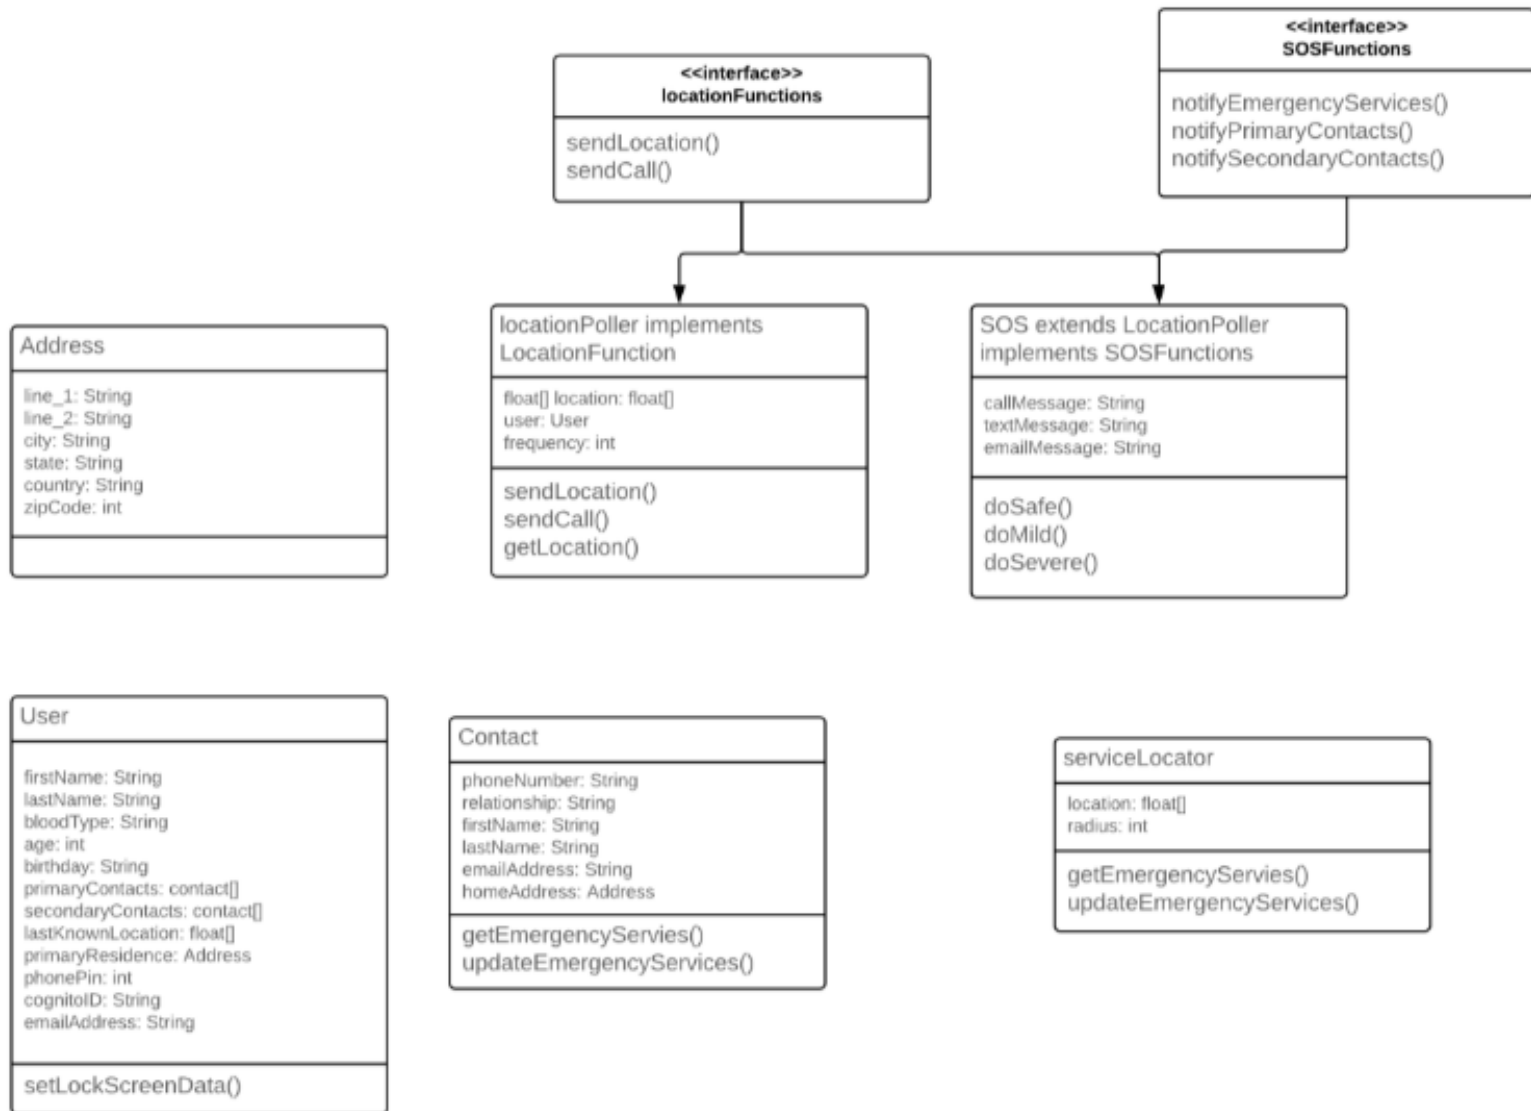 <<interface>>
locationFunctions
sendLocation()
sendCall()
<<interface>>
SOSFunctions
notifyEmergencyServices()
notifyPrimaryContacts()
notifySecondaryContacts()
Address
line_1: String
line_2: String
city: String
state: String
country: String
zipCode: int
locationPoller implements
LocationFunction
float[] location: float[]
user: User
frequency: int
sendLocation()
sendCall()
getLocation()
SOS extends LocationPoller
implements SOSFunctions
callMessage: String
textMessage: String
emailMessage: String
doSafe()
doMild()
doSevere()
User
firstName: String
lastName: String
bloodType: String
age: int
birthday: String
primaryContacts: contact[]
secondaryContacts: contact[]
lastKnownLocation: float[]
primaryResidence: Address
phonePin: int
cognitoID: String
emailAddress: String
setLockScreenData()
Contact
phoneNumber: String
relationship: String
firstName: String
lastName: String
emailAddress: String
homeAddress: Address
getEmergencyServies()
updateEmergencyServices()
serviceLocator
location: float[]
radius: int
getEmergencyServies()
updateEmergencyServices()